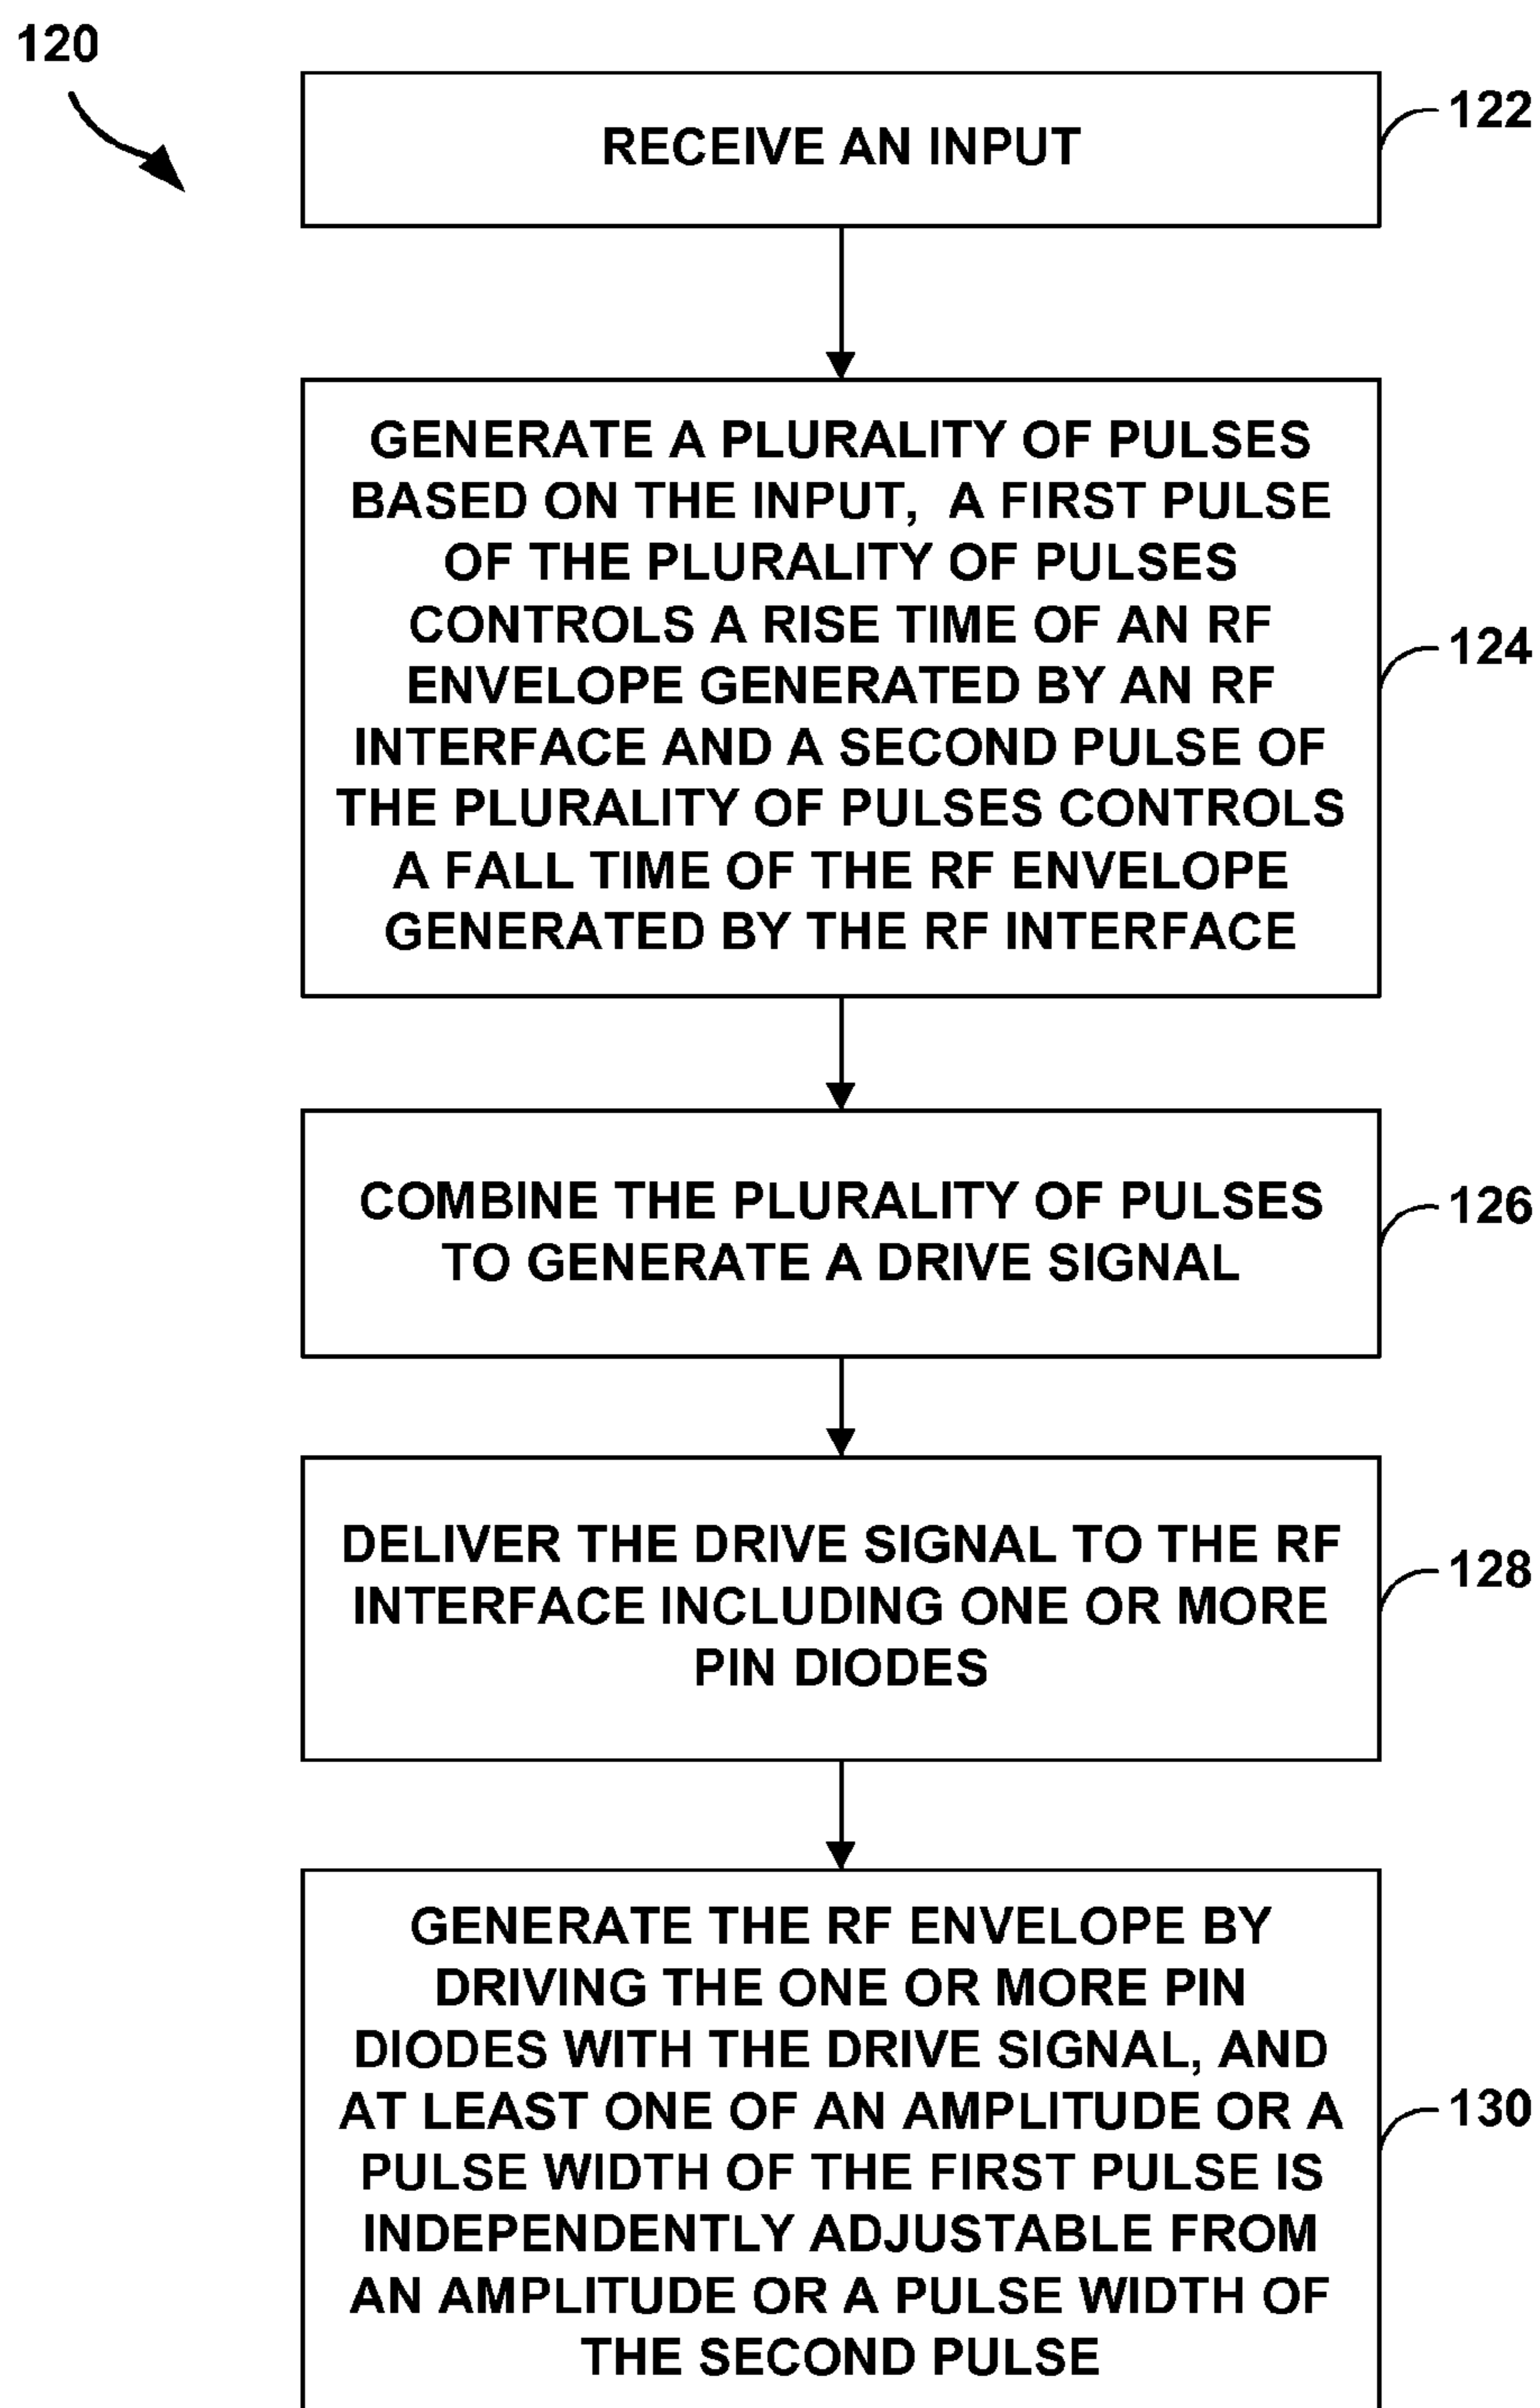 120
RECEIVE AN INPUT
122
GENERATE A PLURALITY OF PULSES
BASED ON THE INPUT, A FIRST PULSE
OF THE PLURALITY OF PULSES
CONTROLS A RISE TIME OF AN RF
ENVELOPE GENERATED BY AN RF
INTERFACE AND A SECOND PULSE OF
THE PLURALITY OF PULSES CONTROLS
A FALL TIME OF THE RF ENVELOPE
GENERATED BY THE RF INTERFACE
124
COMBINE THE PLURALITY OF PULSES
TO GENERATE A DRIVE SIGNAL
126
DELIVER THE DRIVE SIGNAL TO THE RF
INTERFACE INCLUDING ONE OR MORE
PIN DIODES
128
GENERATE THE RF ENVELOPE BY
DRIVING THE ONE OR MORE PIN
DIODES WITH THE DRIVE SIGNAL, AND
AT LEAST ONE OF AN AMPLITUDE OR A
PULSE WIDTH OF THE FIRST PULSE IS
INDEPENDENTLY ADJUSTABLE FROM
AN AMPLITUDE OR A PULSE WIDTH OF
THE SECOND PULSE
130